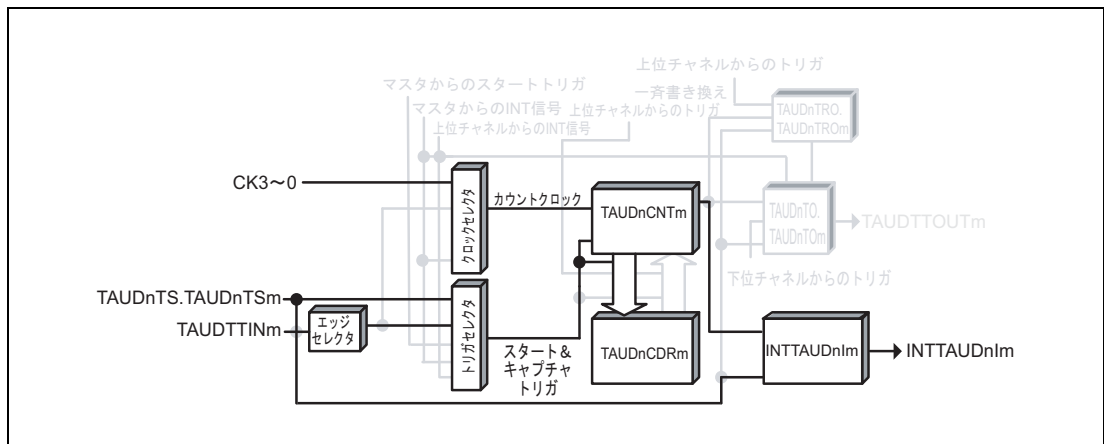 上位チャネルからのトリガ
マスタからのスタートトリガ
一斉書き換え
マスタからのINT信号
上位チャネルからのトリガ
上位チャネルからのINT信号
TAUDnTRO.
TAUDnTROm
CK3～0
クロックセレクタ
カウントクロック
TAUDnCNTm
TAUDnTO.
TAUDnTOm
TAUDTTOUTm
下位チャネルからのトリガ
TAUDnTS.TAUDnTSm
TAUDTTINm
エッジ
セレクタ
トリガセレクタ
スタート&
キャプチャ
トリガ
TAUDnCDRm
INTTAUDnIm
INTTAUDnIm